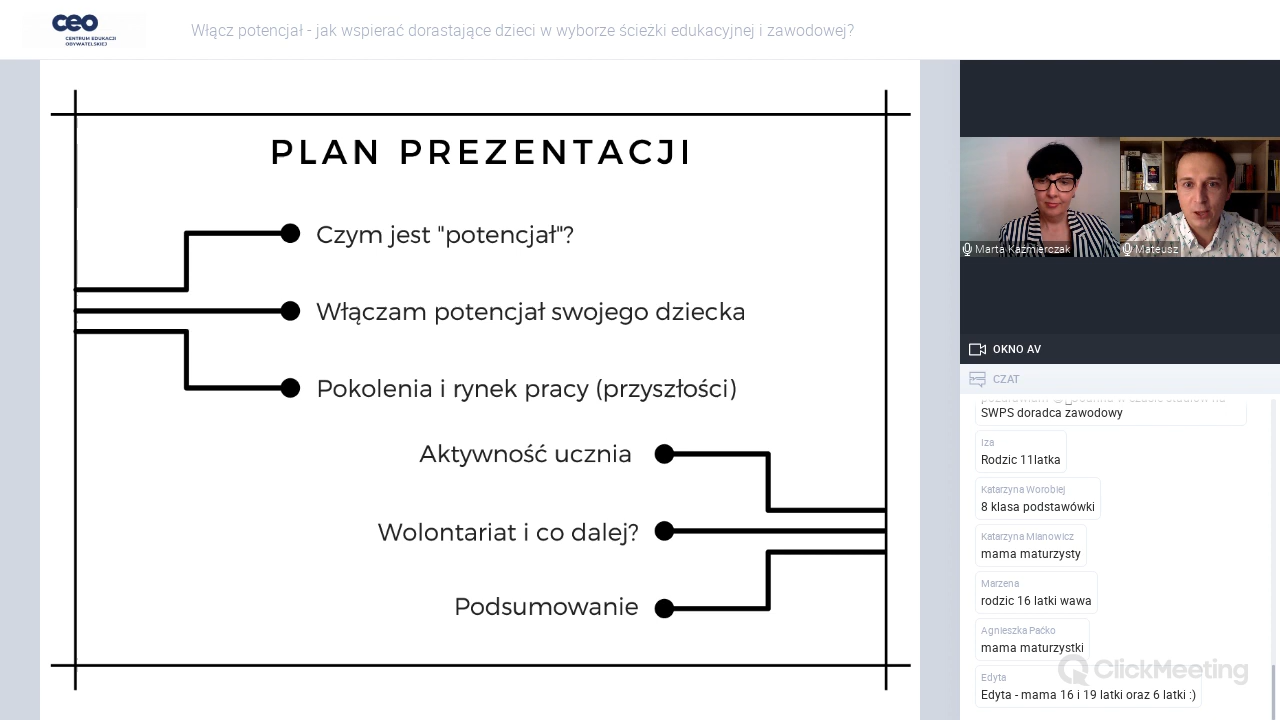 ceo
CENTRUM EDUKACJI
OBYWATELSKIEJ
Włącz potencjał - jak wspierać dorastające dzieci w wyborze ścieżki edukacyjnej i zawodowej?
PLAN PREZENTACJI
Czym jest "potencjał"?
Włączam potencjał swojego dziecka
Pokolenia i rynek pracy (przyszłości)
Aktywność ucznia
Wolontariat i co dalej?
Podsumowanie
Marta Kaźmierczak
Mateusz
OKNO AV
CZAT
SWPS doradca zawodowy
Iza
Rodzic 11latka
Katarzyna Worobiej
8 klasa podstawówki
Katarzyna Mianowicz
mama maturzysty
Marzena
rodzic 16 latki wawa
Agnieszka Paćko
mama maturzystki
ClickMeeting
Edyta
Edyta - mama 16 i 19 latki oraz 6 latki :)